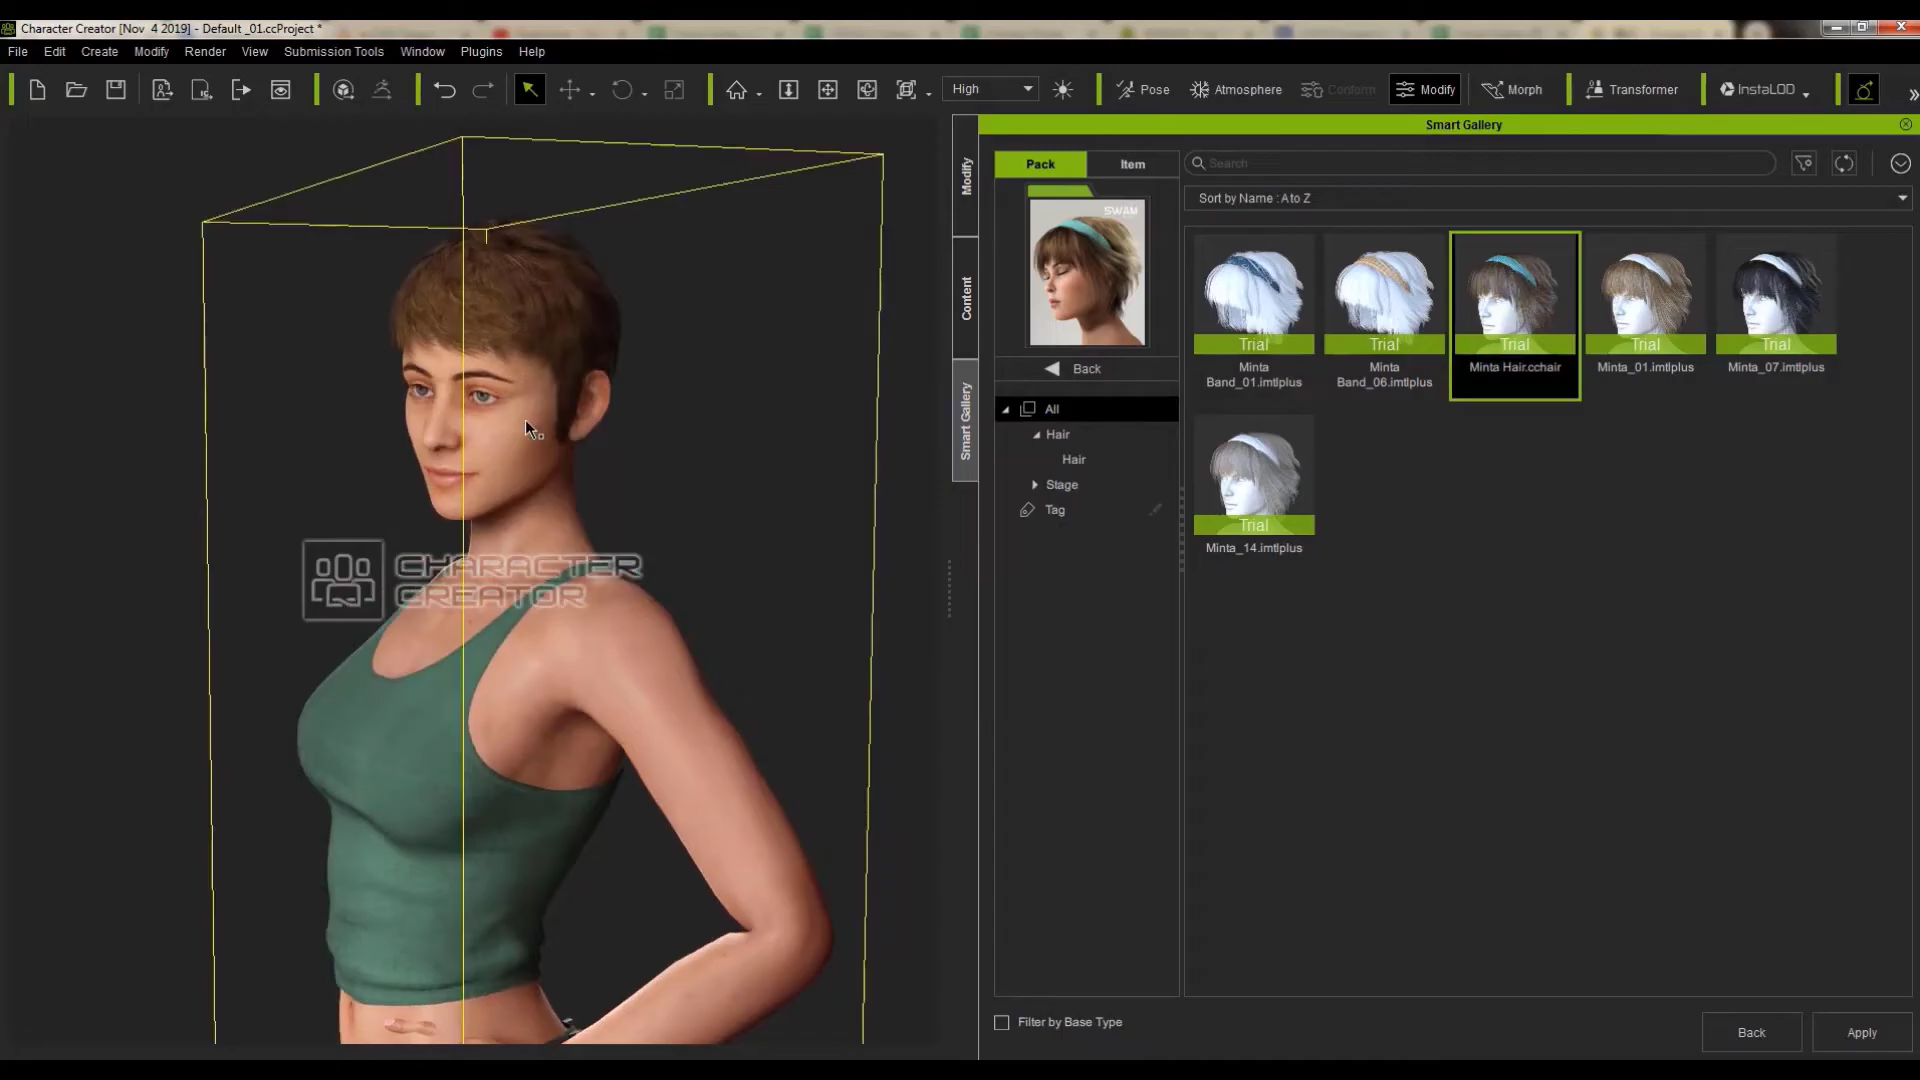 Character Creator [Nov 4 2019] - Default _01.ccProject *
File Edit Create Modify Render View Submission Tools Window Plugins Help
High Pose Atmosphere Conform Modify Morph Transformer InstaLOD
Smart Gallery
Modify
Content
Smart Gallery
Pack Item
Search
Sort by Name : A to Z
SWAM
Back
All
Hair
Hair
Stage
Tag
Trial Trial Trial Trial Trial
Minta Band_01.imtlplus
Minta Band_06.imtlplus
Minta Hair.cchair
Minta_01.imtlplus
Minta_07.imtlplus
Trial
Minta_14.imtlplus
CHARACTER
CREATOR
Filter by Base Type
Back Apply